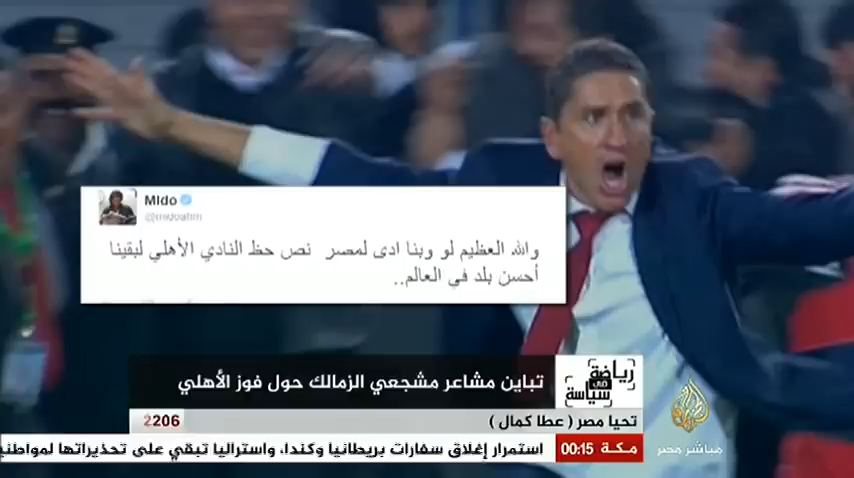 Mido
@midoahm
والله العظيم لو وبنا ادى لمصر نص حظ النادي الأهلي لبقينا
أحسن بلد في العالم..
رياضة
في
سياسة
تباين مشاعر مشجعي الزمالك حول فوز الأهلي
تحيا مصر ( عطا كمال )
2206
مباشر مصر
مكة 00:15
استمرار إغلاق سفارات بريطانيا وكندا، واستراليا تبقي على تحذيراتها لمواطني